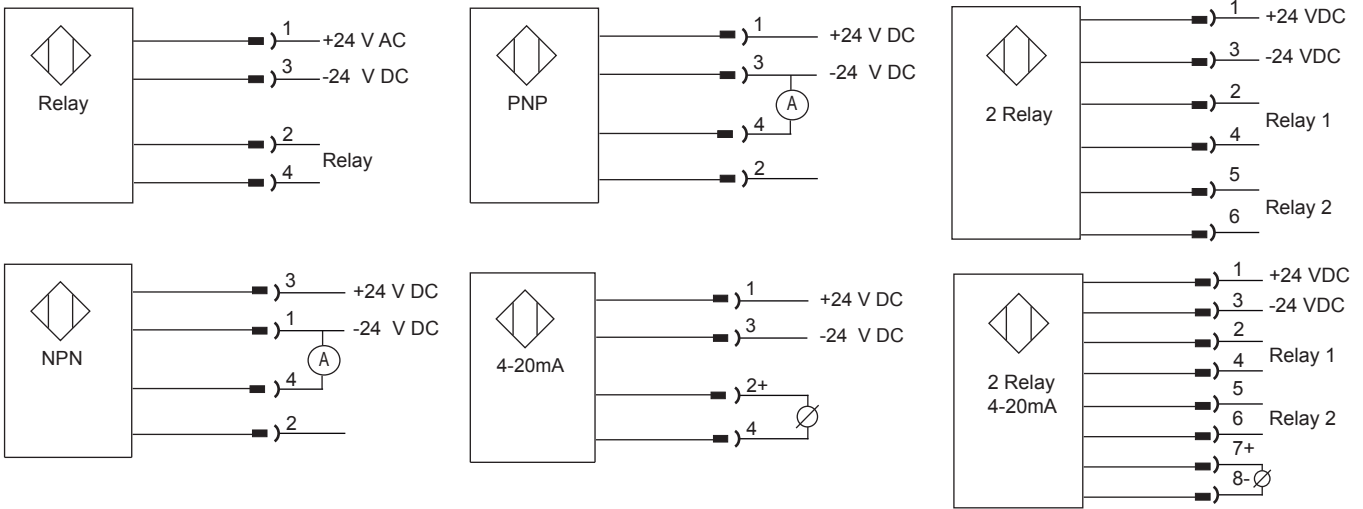 1 +24 V AC
3 -24 V DC
Relay
2
Relay
4
1 +24 V DC
3 -24 V DC
PNP
A
4
2
1 +24 VDC
3 -24 VDC
2 Relay
2
Relay 1
4
5
Relay 2
6
3 +24 V DC
1 -24 V DC
NPN
A
4
2
1 +24 V DC
3 -24 V DC
4-20mA
2+
4
1 +24 VDC
3 -24 VDC
2
Relay 1
4
2 Relay
4-20mA
5
6 Relay 2
7+
8-